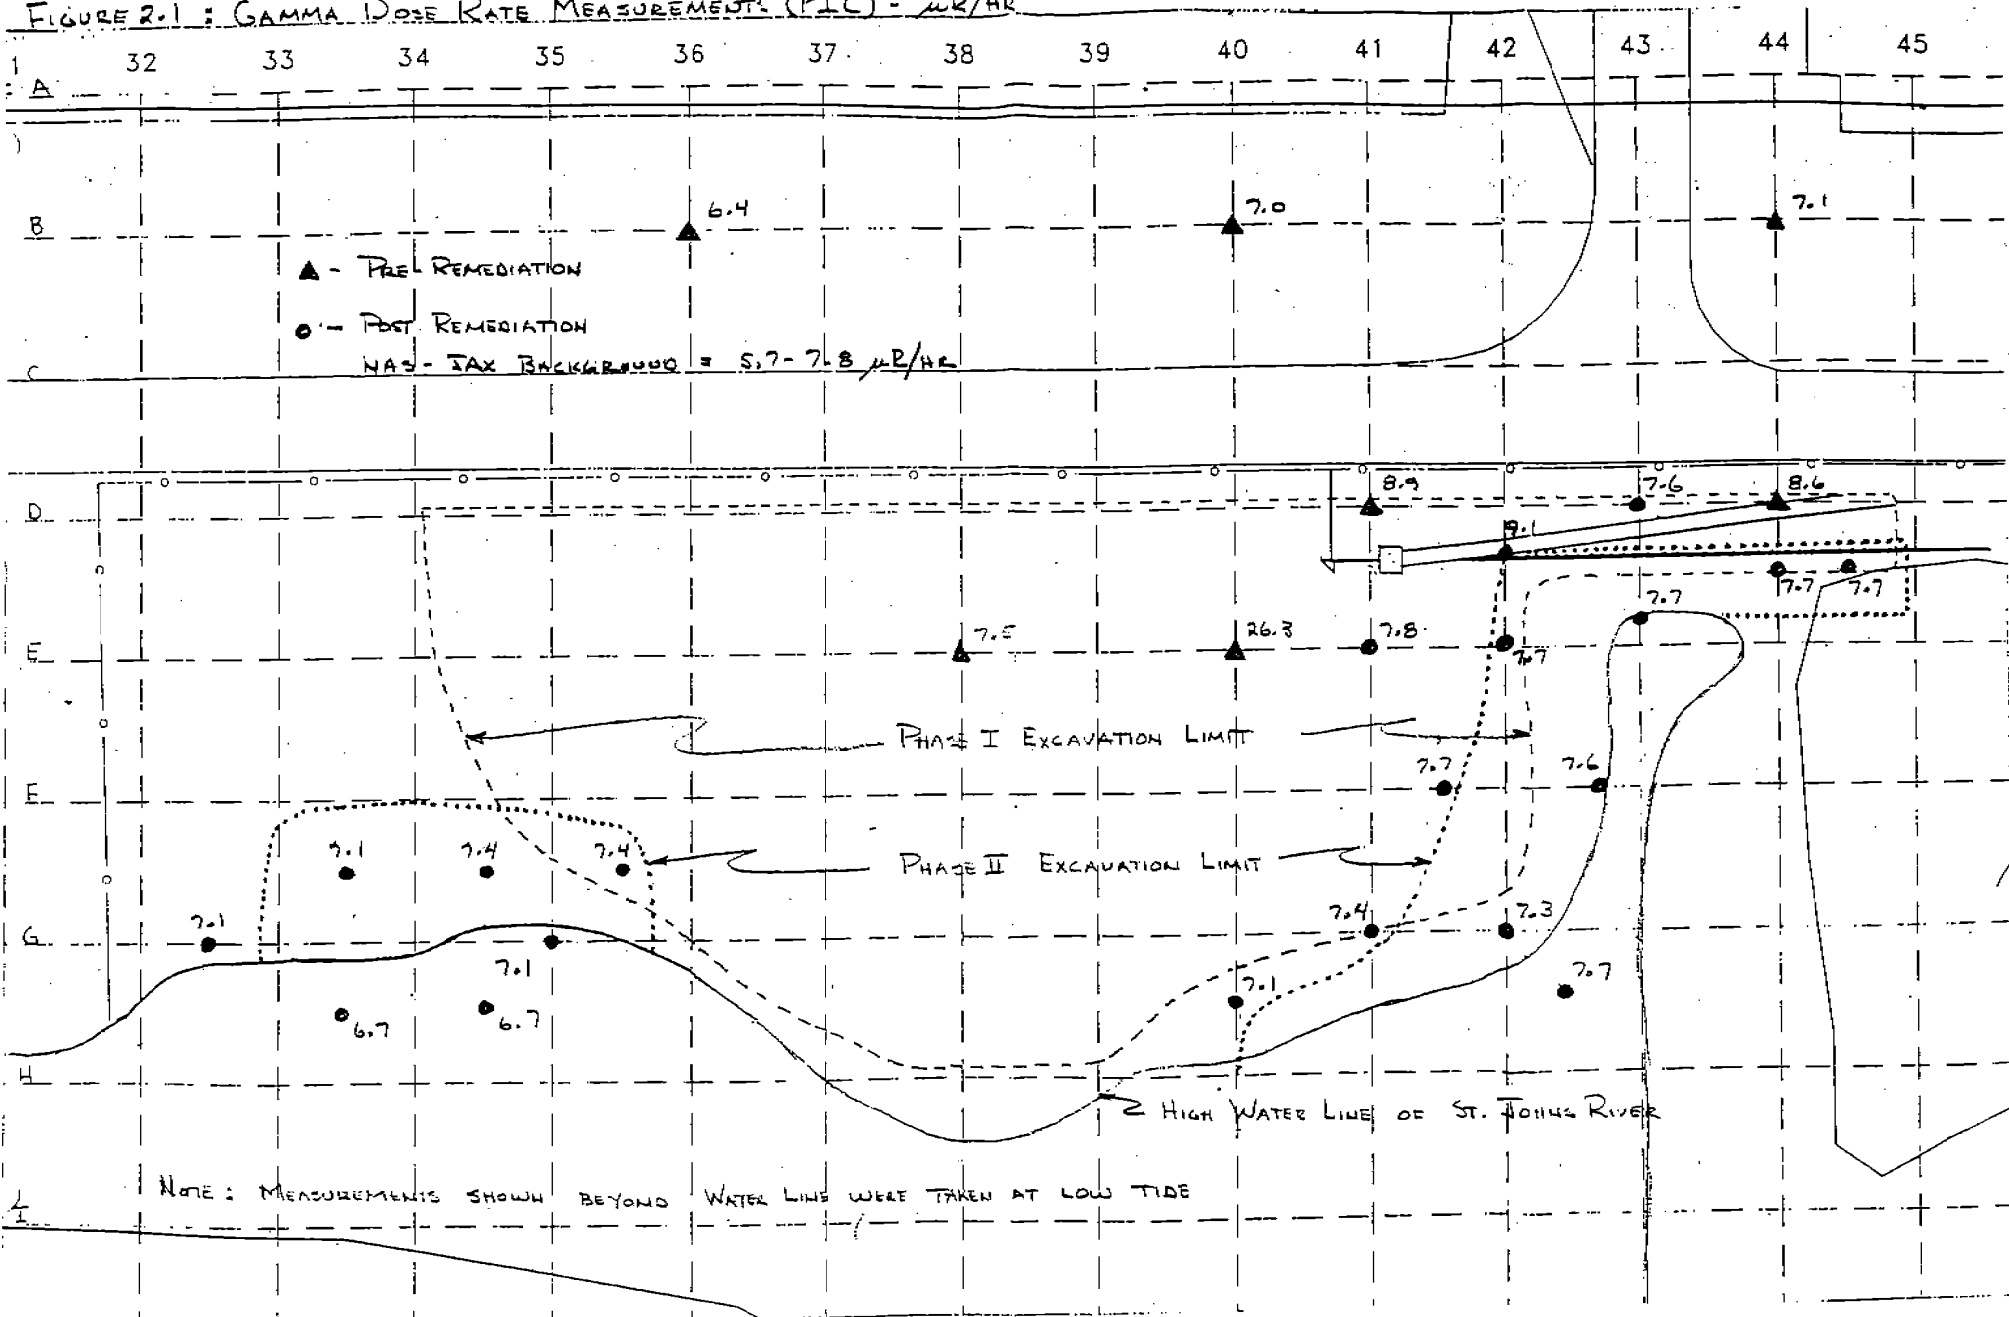 FIGURE 2.1 : GAMMA DOSE RATE MEASUREMENTS (PIC) - µR/HR
1 32 33 34 35 36 37 38 39 40 41 42 43 44 45
A
B
6.4
7.0
7.1
▲ - PRE REMEDIATION
● - POST REMEDIATION
NAS - JAX BACKGROUND = 5.7-7.8 µR/HR
C
D
8.9
7.6
8.6
9.1
7.7
7.7
7.7
E
26.3
7.8
7.7
PHASE I EXCAVATION LIMIT
7.7
7.6
7.1
7.4
7.4
PHASE II EXCAVATION LIMIT
7.1
G
7.1
7.4
7.3
6.7
6.7
7.1
7.7
H
HIGH WATER LINE OF ST. JOHNS RIVER
NOTE : MEASUREMENTS SHOWN BEYOND WATER LINE WERE TAKEN AT LOW TIDE